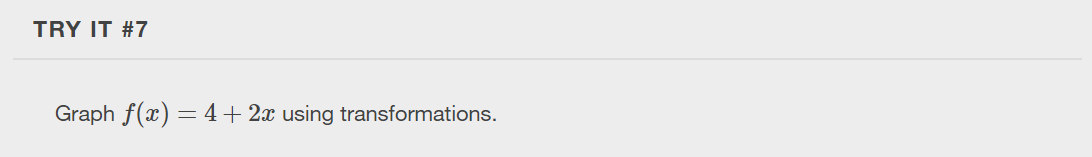 TRY IT #7
Graph f(x) = 4 + 2x using transformations.